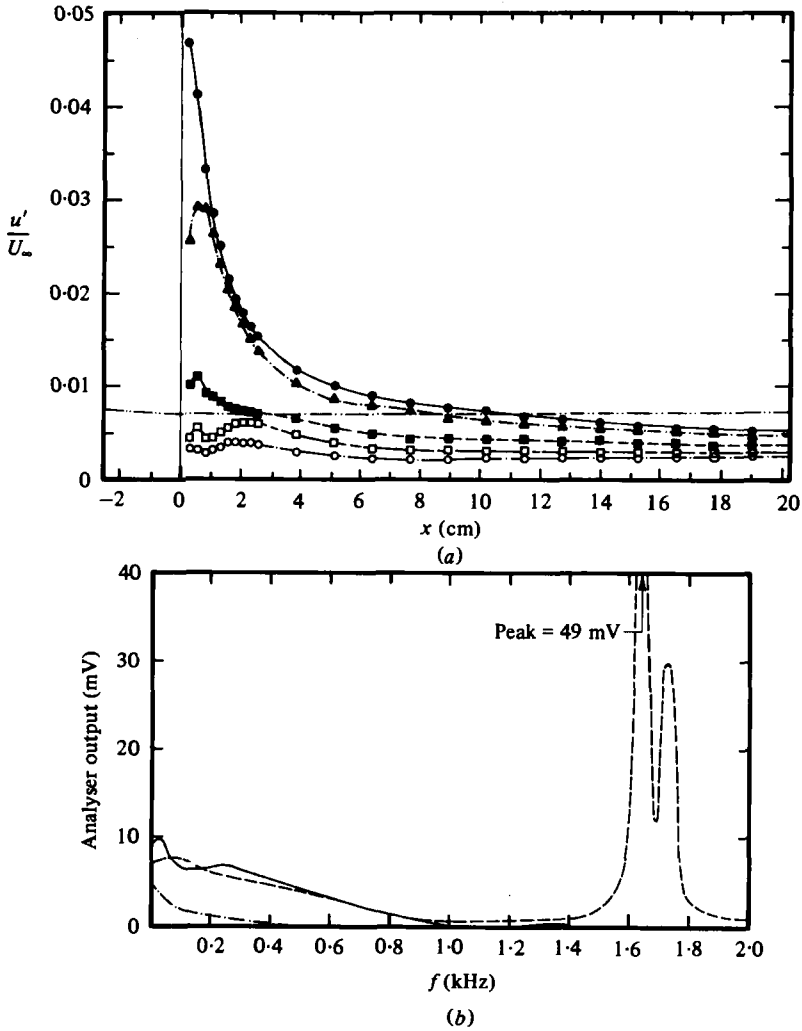 0·05
0·04
0·03
u'
U∞
0·02
0·01
0
−2 0 2 4 6 8 10 12 14 16 18 20
x (cm)
(a)
40
Peak = 49 mV
30
Analyser output (mV)
20
10
0
0·2 0·4 0·6 0·8 1·0 1·2 1·4 1·6 1·8 2·0
f (kHz)
(b)